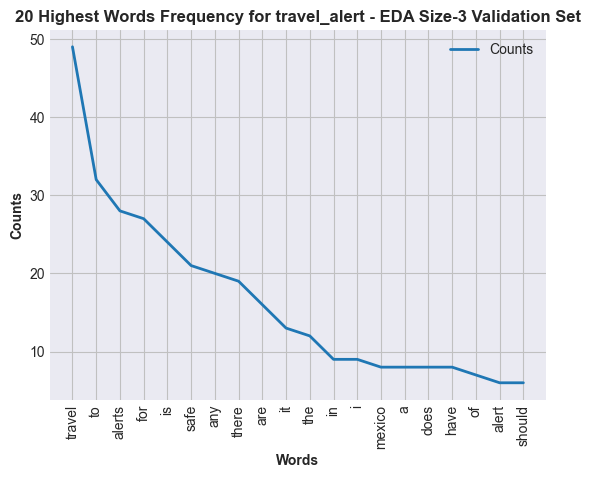 20 Highest Words Frequency for travel_alert - EDA Size-3 Validation Set
Counts
50
40
30
20
10
Counts
travel
to
alerts
for
is
safe
any
there
are
it
the
in
i
mexico
a
does
have
of
alert
should
Words